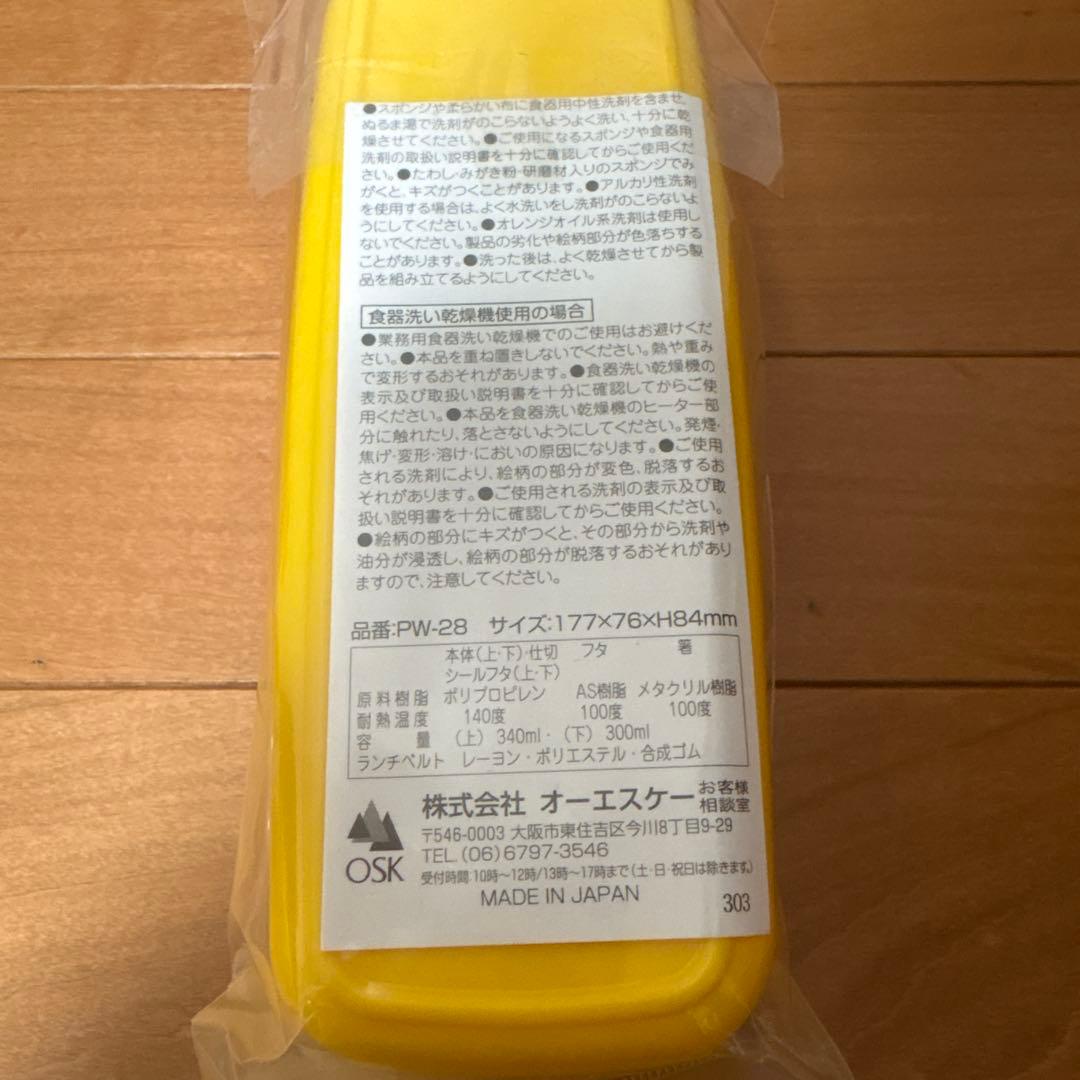 ●スポンジや柔らかい布に食器用中性洗剤を含ませ、
ぬるま湯で洗剤がのこらないようよく洗い、十分に乾
燥させてください。●ご使用になるスポンジや食器用
洗剤の取扱い説明書を十分に確認してからご使用くだ
さい。●たわし・みがき粉・研磨材入りのスポンジでみ
がくと、キズがつくことがあります。●アルカリ性洗剤
を使用する場合は、よく水洗いをし洗剤がのこらないよ
うにしてください。●オレンジオイル系洗剤は使用し
ないでください。製品の劣化や絵柄部分が色落ちする
ことがあります。●洗った後は、よく乾燥させてから製
品を組み立てるようにしてください。
食器洗い乾燥機使用の場合
●業務用食器洗い乾燥機でのご使用はお避けくだ
さい。●本品を重ね置きしないでください。熱や重み
で変形するおそれがあります。●食器洗い乾燥機の
表示及び取扱い説明書を十分に確認してからご使
用ください。●本品を食器洗い乾燥機のヒーター部
分に触れたり、落とさないようにしてください。発煙・
焦げ・変形・溶け・においの原因になります。●ご使用
される洗剤により、絵柄の部分が変色、脱落するお
それがあります。●ご使用される洗剤の表示及び取
扱い説明書を十分に確認してからご使用ください。
●絵柄の部分にキズがつくと、その部分から洗剤や
油分が浸透し、絵柄の部分が脱落するおそれがあり
ますので、注意してください。
品番:PW-28 サイズ:177×76×H84mm
本体(上・下)・仕切 フタ 箸
シールフタ(上・下)
原料樹脂 ポリプロピレン AS樹脂 メタクリル樹脂
耐熱温度 140度 100度 100度
容量 (上) 340ml・(下) 300ml
ランチベルト レーヨン・ポリエステル・合成ゴム
株式会社 オーエスケー お客様
相談室
〒546-0003 大阪市東住吉区今川8丁目9-29
TEL.(06)6797-3546
OSK 受付時間:10時〜12時/13時〜17時まで(土・日・祝日は除きます。)
MADE IN JAPAN
303